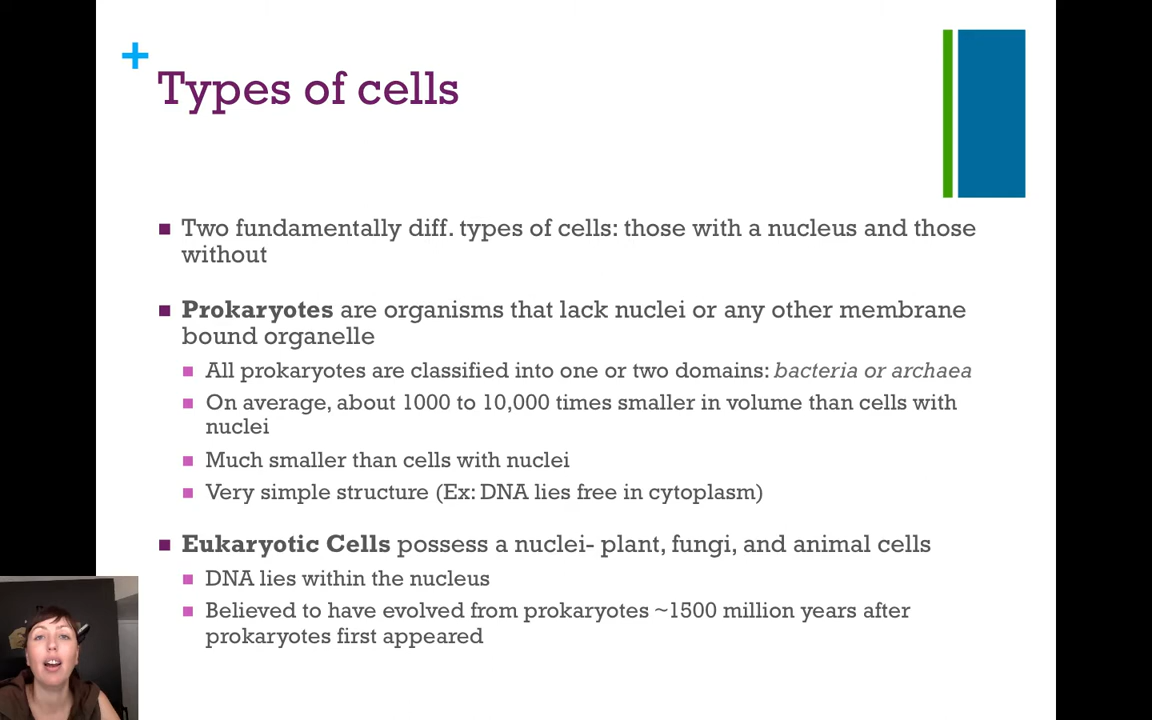 +
Types of cells
Two fundamentally diff. types of cells: those with a nucleus and those
without
Prokaryotes are organisms that lack nuclei or any other membrane
bound organelle
All prokaryotes are classified into one or two domains: bacteria or archaea
On average, about 1000 to 10,000 times smaller in volume than cells with
nuclei
Much smaller than cells with nuclei
Very simple structure (Ex: DNA lies free in cytoplasm)
Eukaryotic Cells possess a nuclei- plant, fungi, and animal cells
DNA lies within the nucleus
Believed to have evolved from prokaryotes ~1500 million years after
prokaryotes first appeared